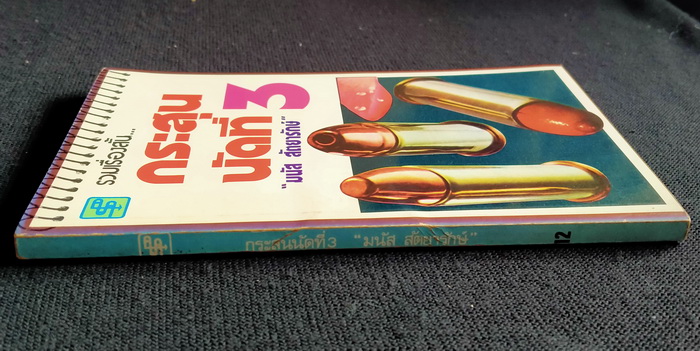 รวมเรื่องสั้น...
กระสุน
นัดที่ 3
"มนัส สัตยารักษ์"
BSP
กระสุนนัดที่3 "มนัส สัตยารักษ์" 12